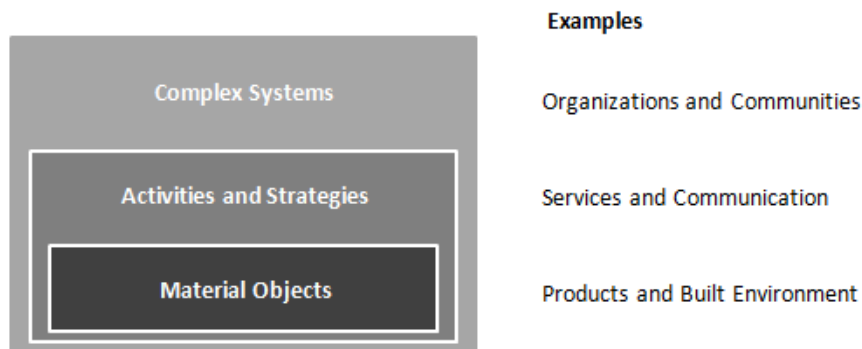 Examples
Complex Systems
Organizations and Communities
Activities and Strategies
Services and Communication
Material Objects
Products and Built Environment